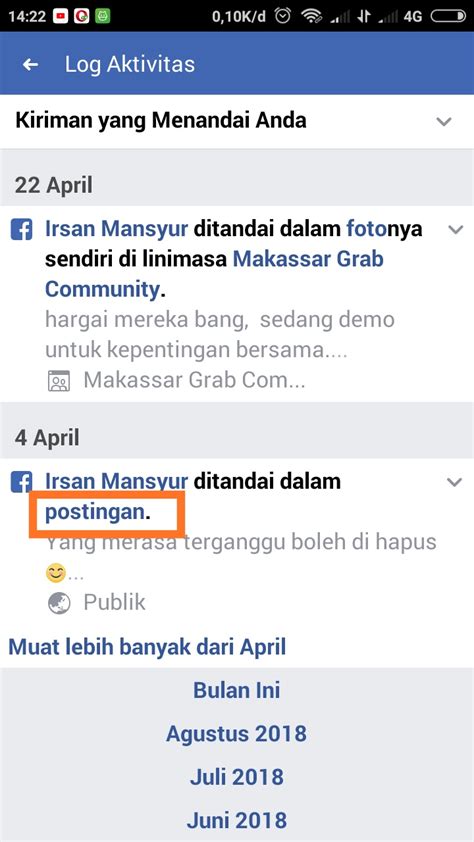 14:22 0,10K/d 4G
Log Aktivitas
Kiriman yang Menandai Anda
22 April
Irsan Mansyur ditandai dalam fotonya
sendiri di linimasa Makassar Grab
Community.
hargai mereka bang, sedang demo
untuk kepentingan bersama....
Makassar Grab Com...
4 April
Irsan Mansyur ditandai dalam
postingan.
Yang merasa terganggu boleh di hapus
😊...
Publik
Muat lebih banyak dari April
Bulan Ini
Agustus 2018
Juli 2018
Juni 2018